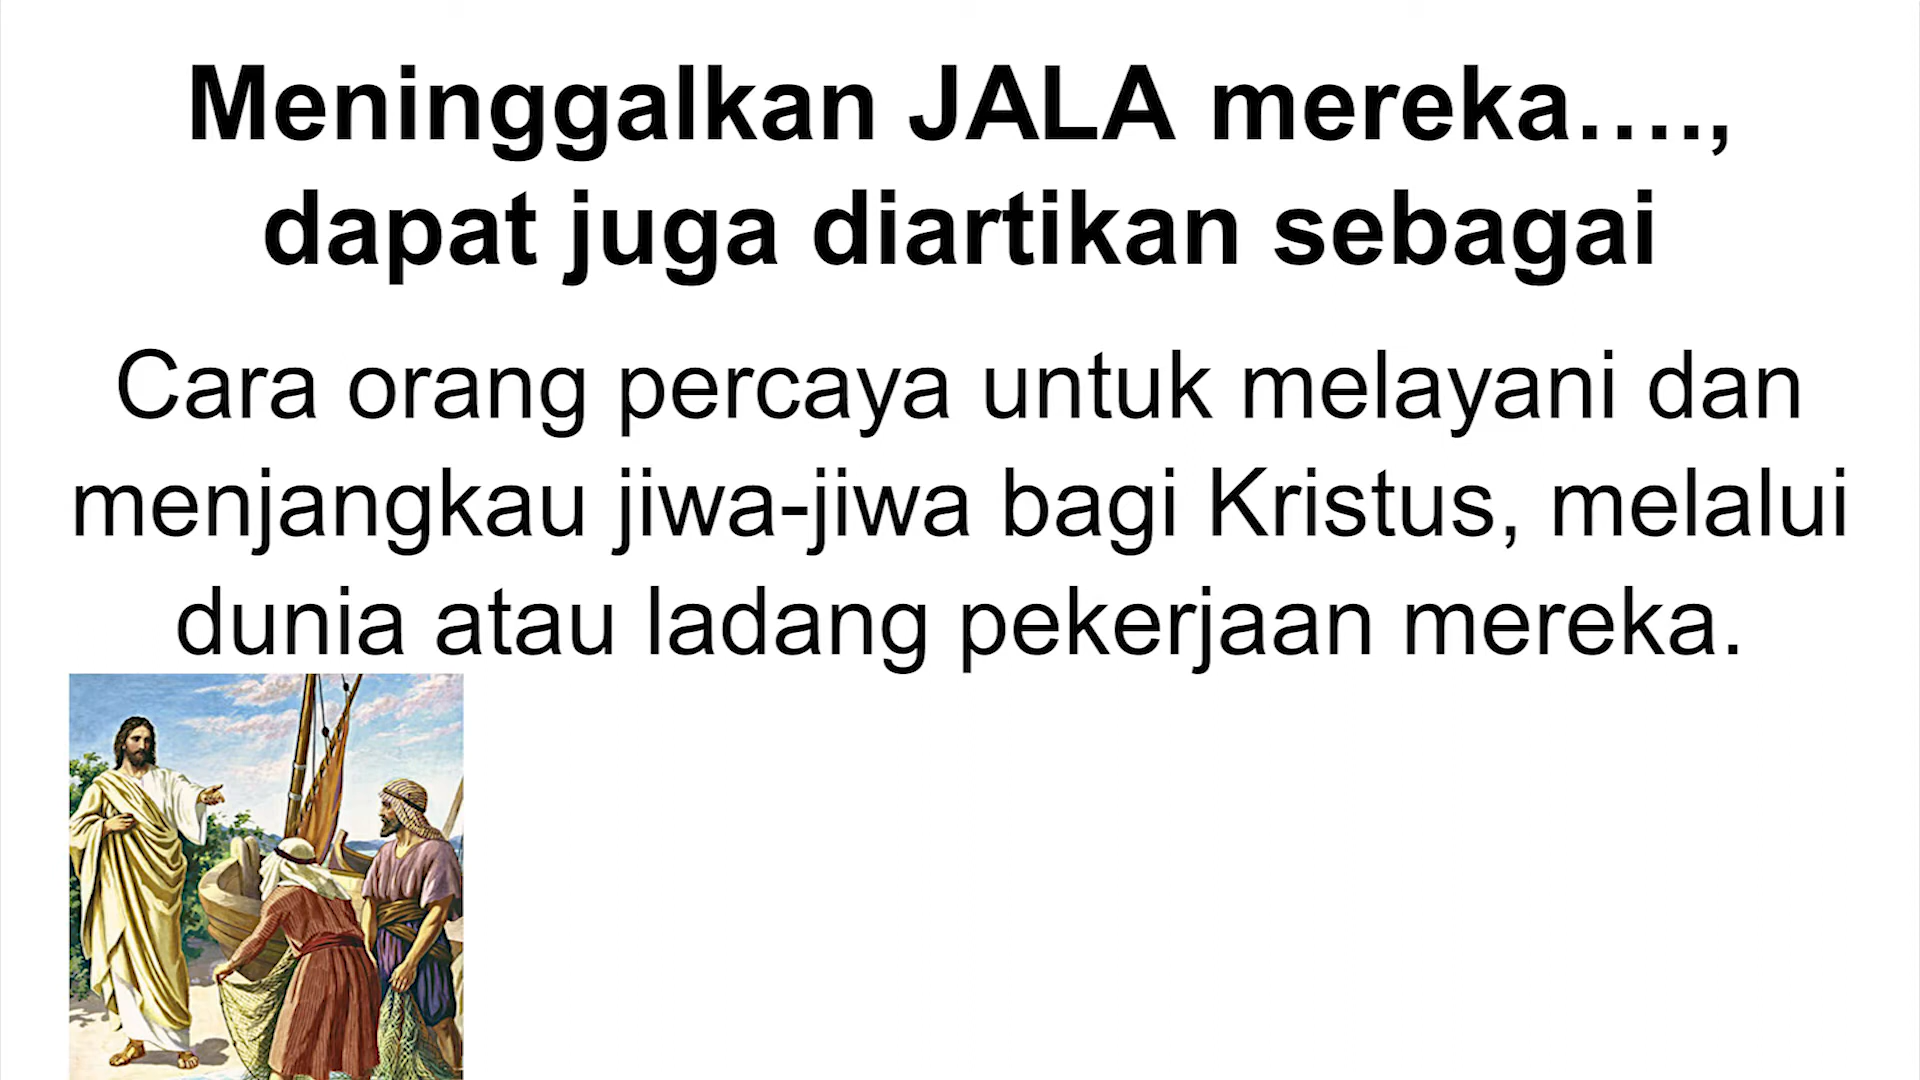 Meninggalkan JALA mereka....,
dapat juga diartikan sebagai
Cara orang percaya untuk melayani dan
menjangkau jiwa-jiwa bagi Kristus, melalui
dunia atau ladang pekerjaan mereka.